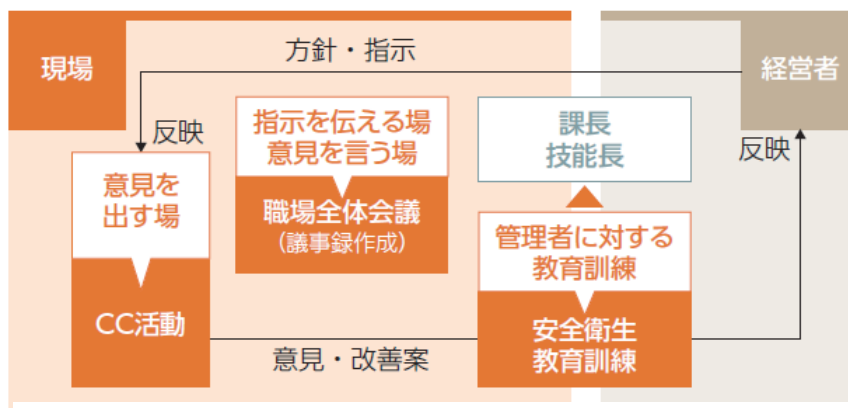 現場
方針・指示
経営者
反映
指示を伝える場
意見を言う場
課長
技能長
反映
意見を
出す場
職場全体会議
（議事録作成）
管理者に対する
教育訓練
CC活動
安全衛生
教育訓練
意見・改善案